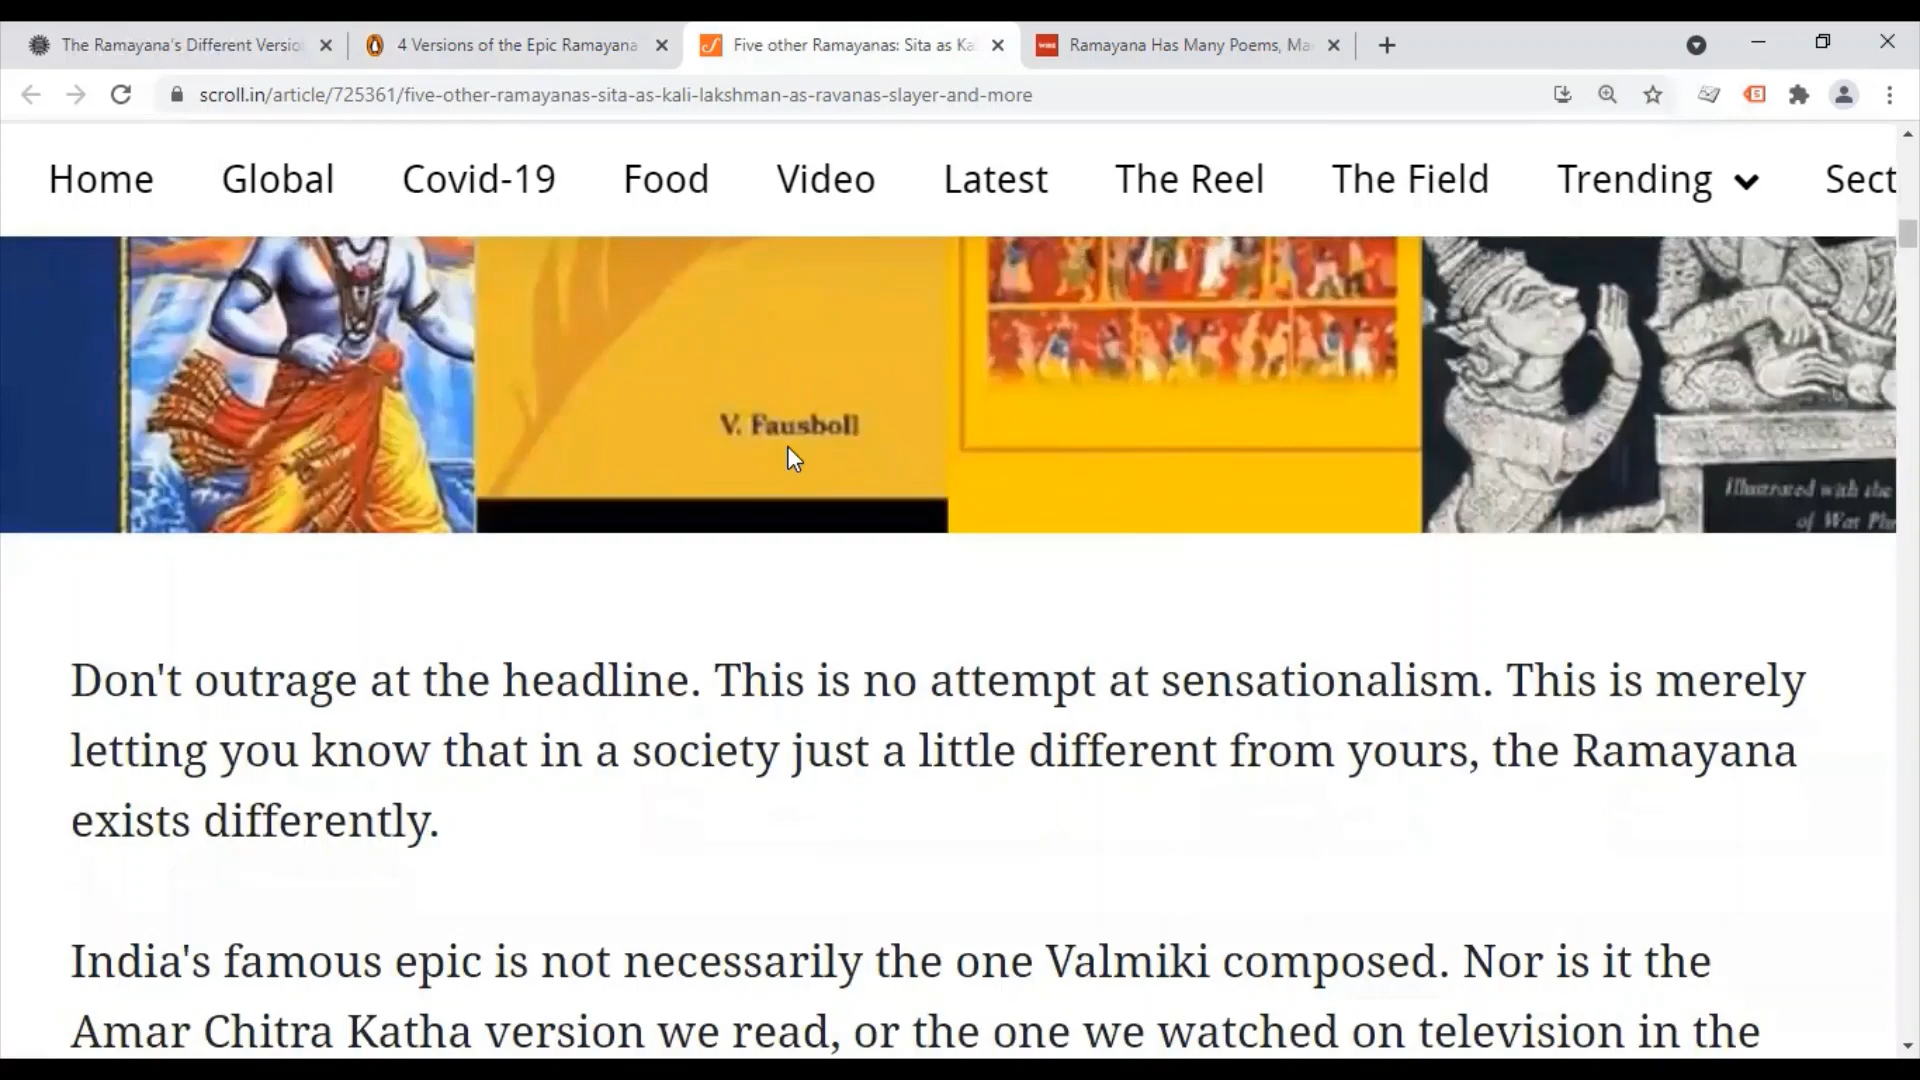 The Ramayana's Different Versio
4 Versions of the Epic Ramayana
Five other Ramayanas: Sita as Ka
Ramayana Has Many Poems, Ma
scroll.in/article/725361/five-other-ramayanas-sita-as-kali-lakshman-as-ravanas-slayer-and-more
Home Global Covid-19 Food Video Latest The Reel The Field Trending Sect
V. Fausboll
Illustrated with the
of Wat
Don't outrage at the headline. This is no attempt at sensationalism. This is merely
letting you know that in a society just a little different from yours, the Ramayana
exists differently.
India's famous epic is not necessarily the one Valmiki composed. Nor is it the
Amar Chitra Katha version we read, or the one we watched on television in the